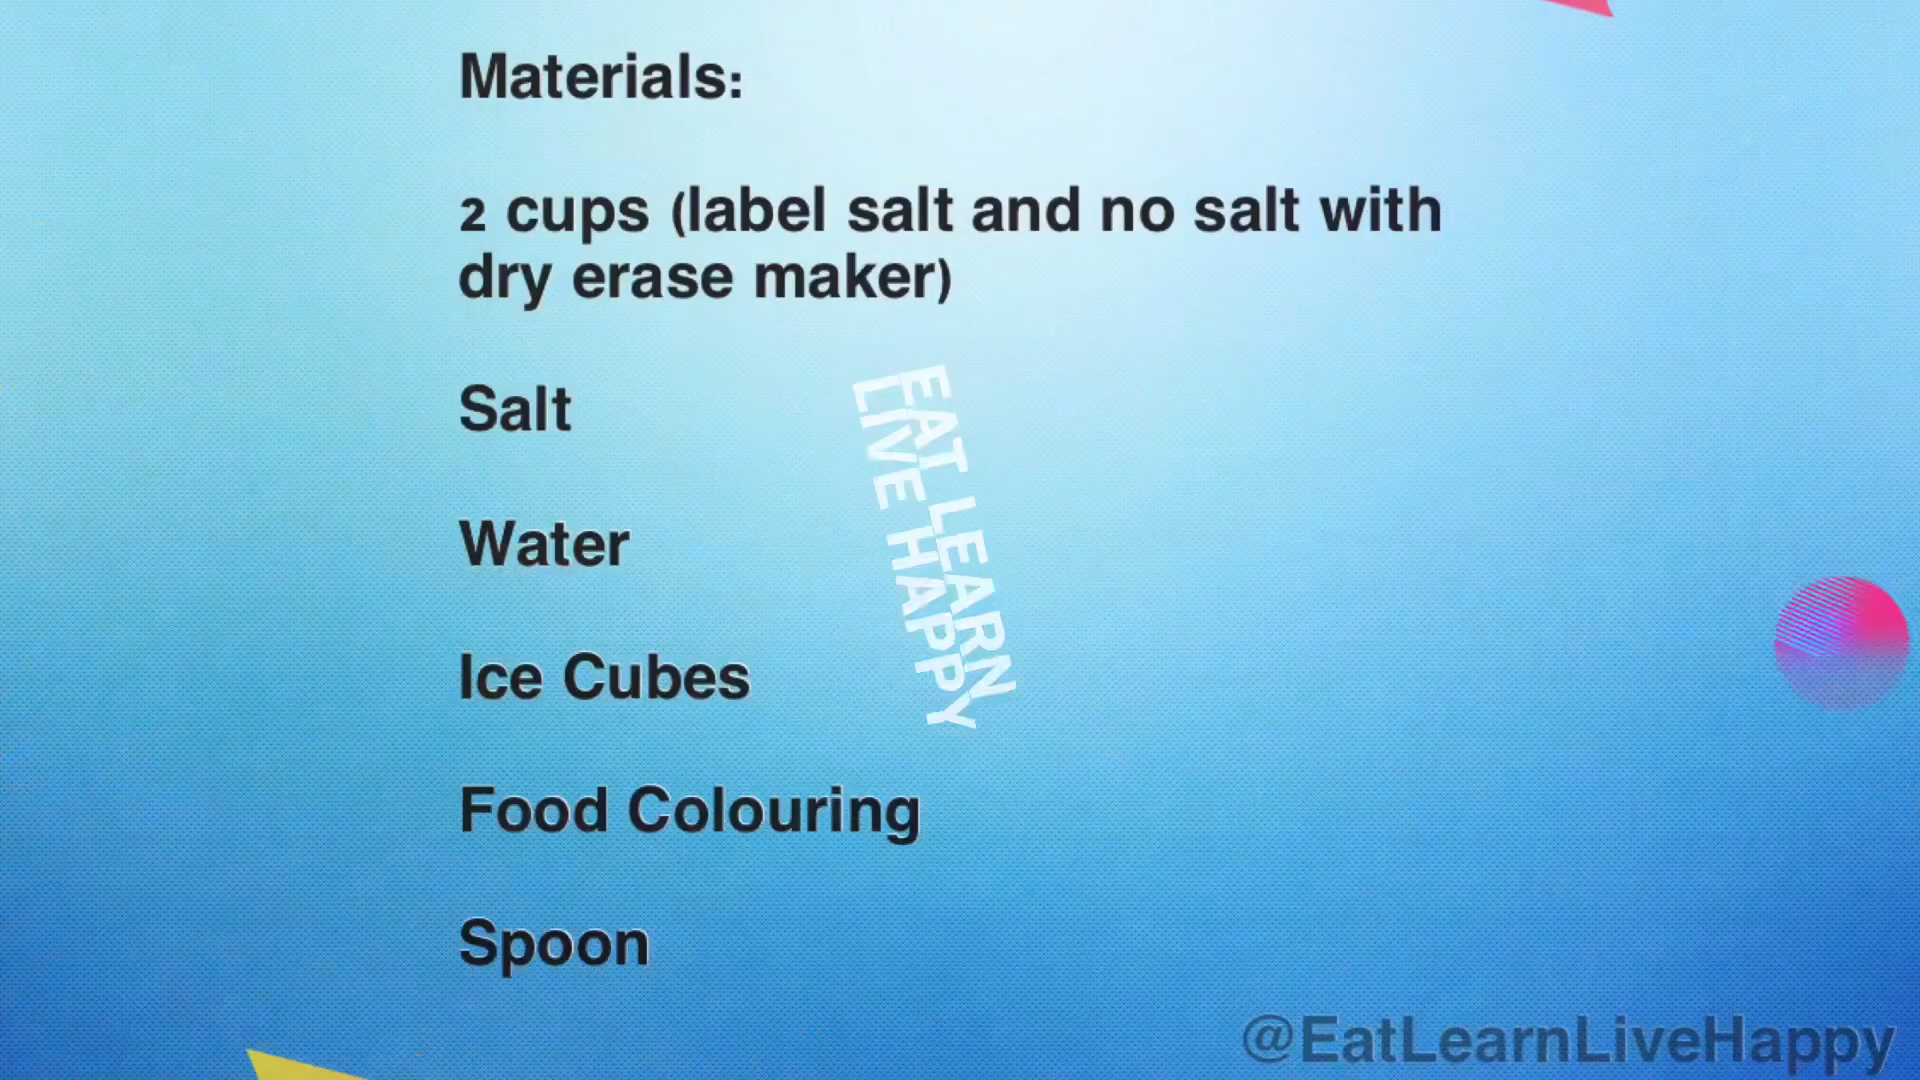 Materials:
2 cups (label salt and no salt with
dry erase maker)
Salt
EAT LEARN
LIVE HAPPY
Water
Ice Cubes
Food Colouring
Spoon
@EatLearnLiveHappy